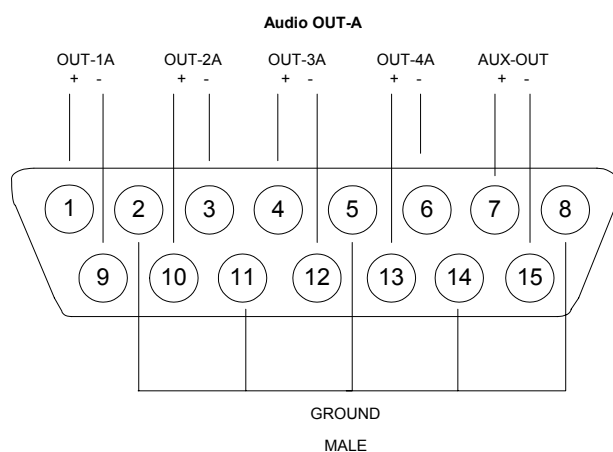 Audio OUT-A
OUT-1A OUT-2A OUT-3A OUT-4A AUX-OUT
+ - + - + - + - + -
1 2 3 4 5 6 7 8
9 10 11 12 13 14 15
GROUND
MALE